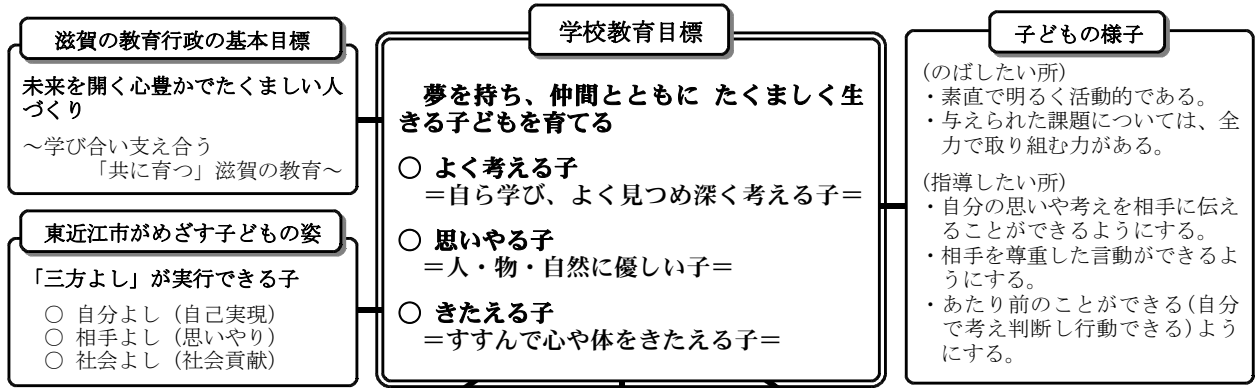 滋賀の教育行政の基本目標
未来を開く心豊かでたくましい人
づくり
～学び合い支え合う
「共に育つ」滋賀の教育～
東近江市がめざす子どもの姿
「三方よし」が実行できる子
○ 自分よし（自己実現）
○ 相手よし（思いやり）
○ 社会よし（社会貢献）
学校教育目標
夢を持ち、仲間とともに たくましく生
きる子どもを育てる
○ よく考える子
＝自ら学び、よく見つめ深く考える子＝
○ 思いやる子
＝人・物・自然に優しい子＝
○ きたえる子
＝すすんで心や体をきたえる子＝
子どもの様子
(のばしたい所)
・素直で明るく活動的である。
・与えられた課題については、全
力で取り組む力がある。
(指導したい所)
・自分の思いや考えを相手に伝え
ることができるようにする。
・相手を尊重した言動ができるよ
うにする。
・あたり前のことができる(自分
で考え判断し行動できる)よう
にする。